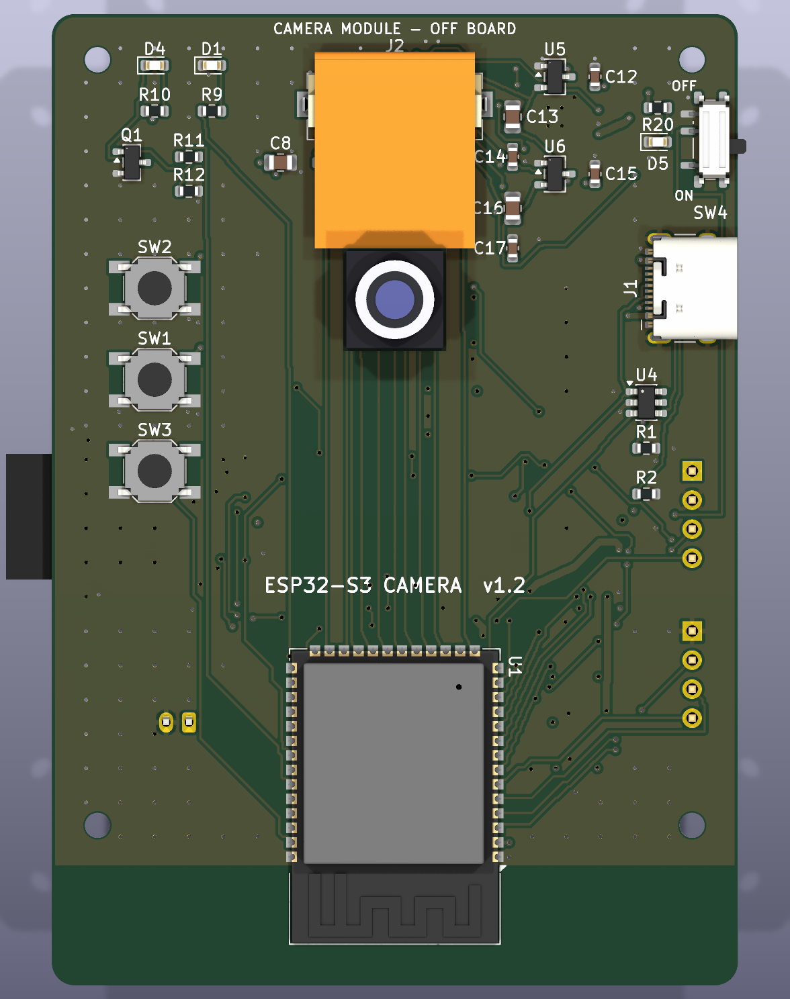 CAMERA MODULE - OFF BOARD
J2
D4
D1
U5
C12
OFF
R10
R9
C13
R20
Q1
R11
C8
C14
U6
D5
R12
C15
ON
C16
SW4
SW2
C17
J1
SW1
U4
SW3
R1
R2
ESP32-S3 CAMERA v1.2
U1